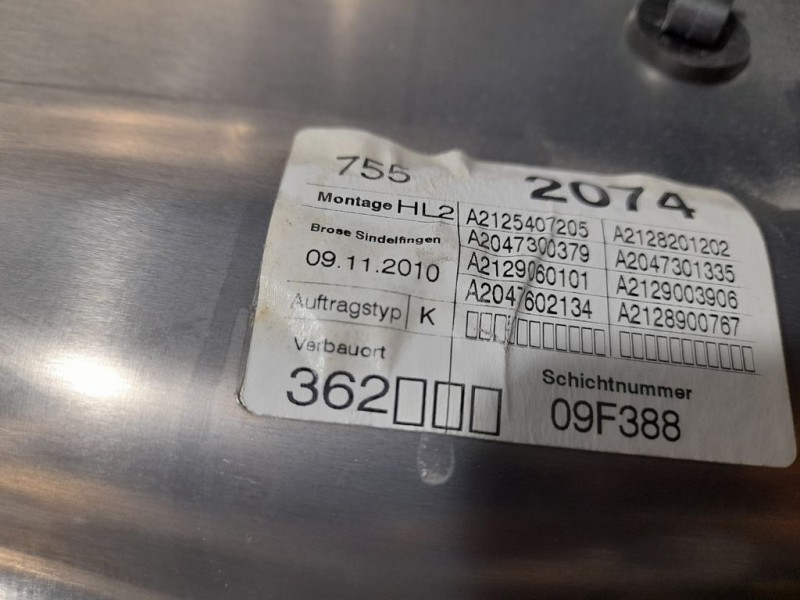 755 2074
Montage HL2
Brose Sindelfingen
09.11.2010
Auftragstyp K
A2125407205 A2128201202
A2047300379 A2047301335
A2129060101 A2129003906
A2047602134 A2128900767
▯▯▯▯▯▯▯▯▯▯▯ ▯▯▯▯▯▯▯▯▯▯▯
Verbauort
362▯▯▯
Schichtnummer
09F388